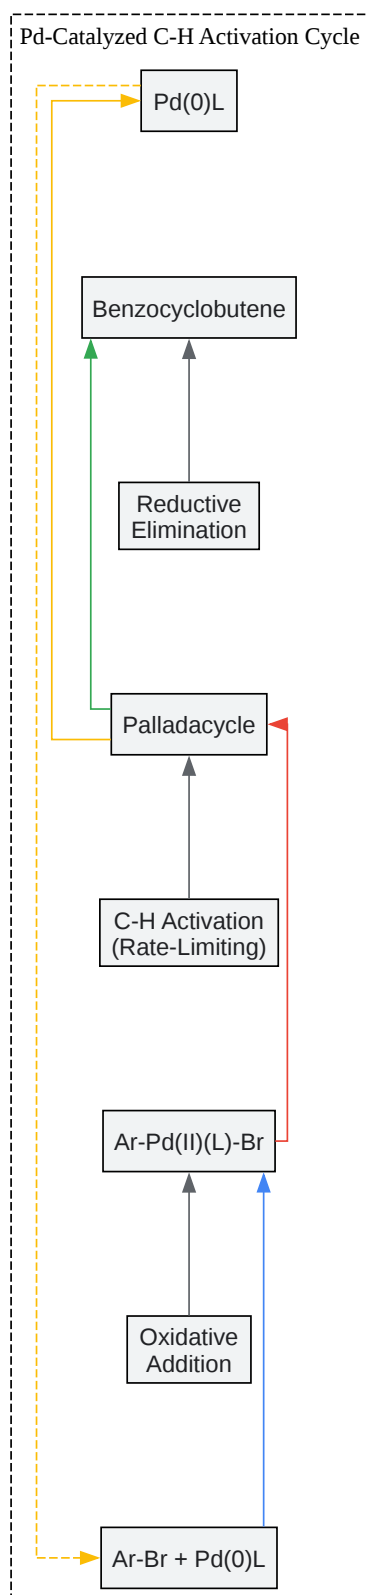 Pd-Catalyzed C-H Activation Cycle
Pd(0)L
Benzocyclobutene
Reductive
Elimination
Palladacycle
C-H Activation
(Rate-Limiting)
Ar-Pd(II)(L)-Br
Oxidative
Addition
Ar-Br + Pd(0)L